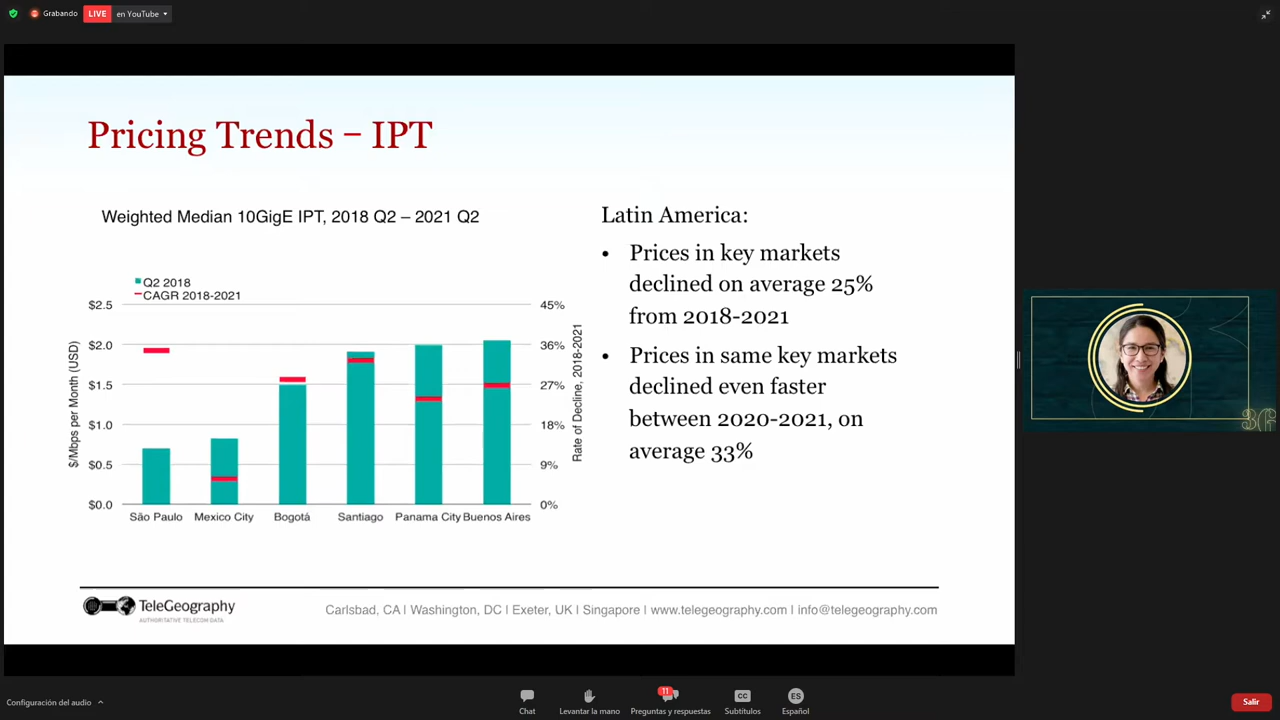 Grabando
LIVE
en YouTube
Pricing Trends – IPT
Weighted Median 10GigE IPT, 2018 Q2 – 2021 Q2
Q2 2018
CAGR 2018-2021
$2.5
$2.0
$1.5
$1.0
$0.5
$0.0
$/Mbps per Month (USD)
45%
36%
27%
18%
9%
0%
Rate of Decline, 2018-2021
São Paulo
Mexico City
Bogotá
Santiago
Panama City
Buenos Aires
Latin America:
• Prices in key markets
declined on average 25%
from 2018-2021
• Prices in same key markets
declined even faster
between 2020-2021, on
average 33%
TeleGeography
AUTHORITATIVE TELECOM DATA
Carlsbad, CA | Washington, DC | Exeter, UK | Singapore | www.telegeography.com | info@telegeography.com
Configuración del audio
Chat
Levantar la mano
11
Preguntas y respuestas
CC
Subtítulos
ES
Español
Salir